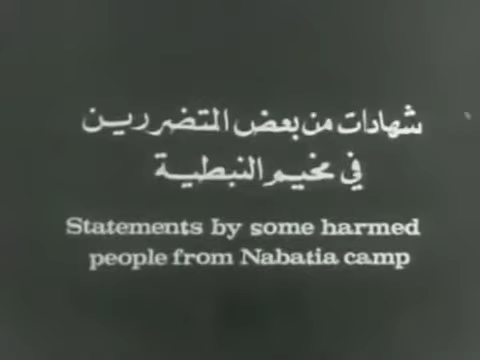 شهادات من بعض المتضررين
في مخيم النبطية
Statements by some harmed
people from Nabatia camp